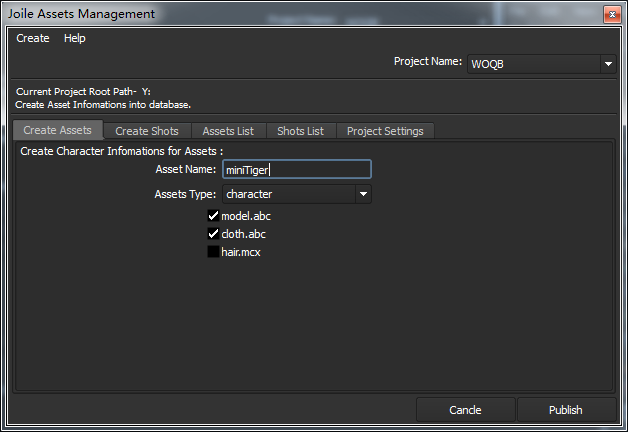 Joile Assets Management
Create Help
Project Name: WOQB
Current Project Root Path- Y:
Create Asset Infomations into database.
Create Assets Create Shots Assets List Shots List Project Settings
Create Character Infomations for Assets :
Asset Name: miniTiger
Assets Type: character
model.abc
cloth.abc
hair.mcx
Cancle Publish